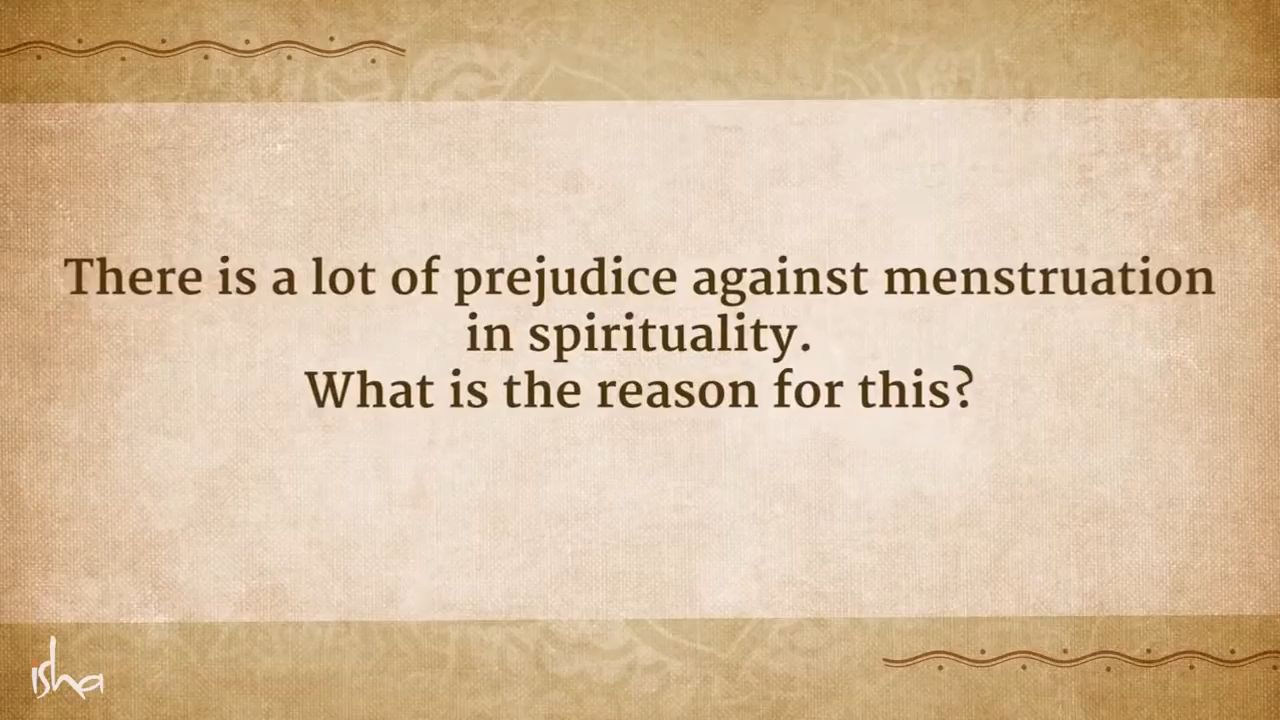 There is a lot of prejudice against menstruation
in spirituality.
What is the reason for this?
isha